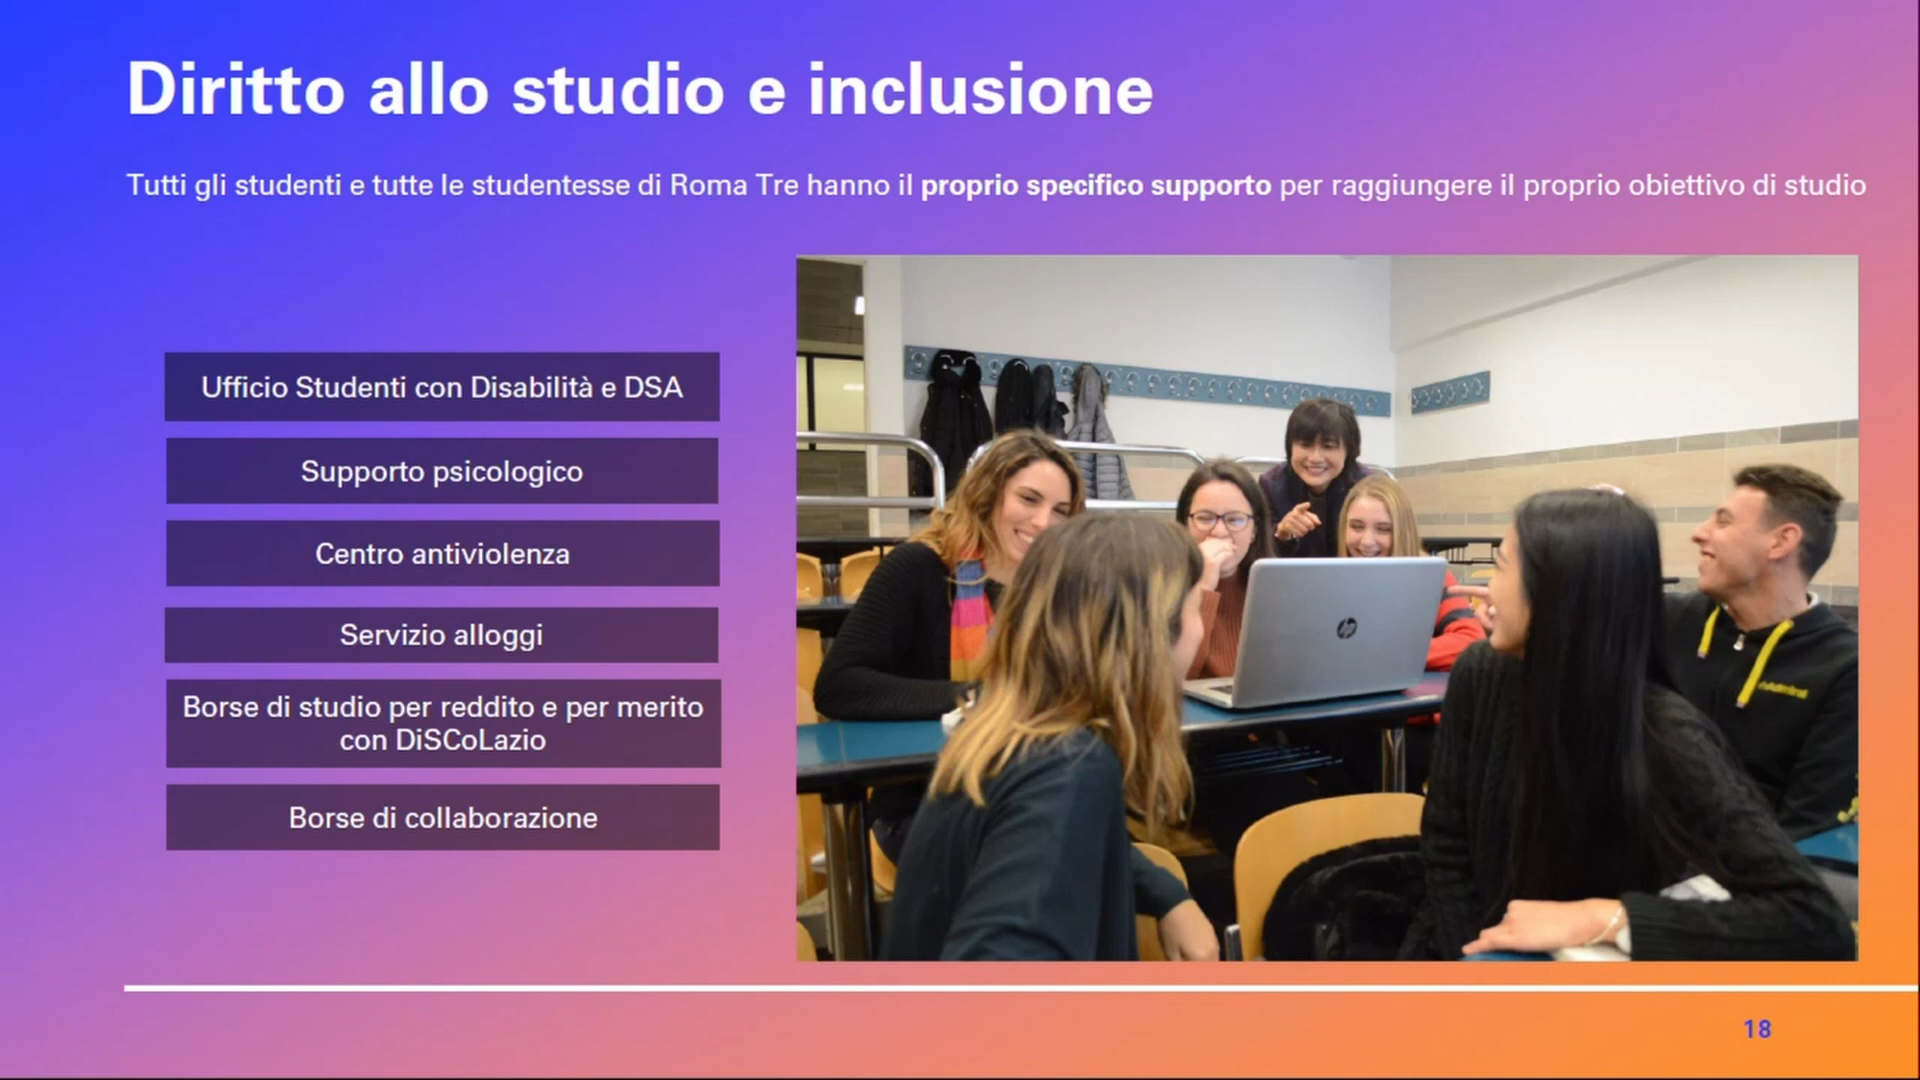 Diritto allo studio e inclusione
Tutti gli studenti e tutte le studentesse di Roma Tre hanno il proprio specifico supporto per raggiungere il proprio obiettivo di studio
Ufficio Studenti con Disabilità e DSA
Supporto psicologico
Centro antiviolenza
Servizio alloggi
Borse di studio per reddito e per merito
con DiSCoLazio
Borse di collaborazione
hp
Admiral
18